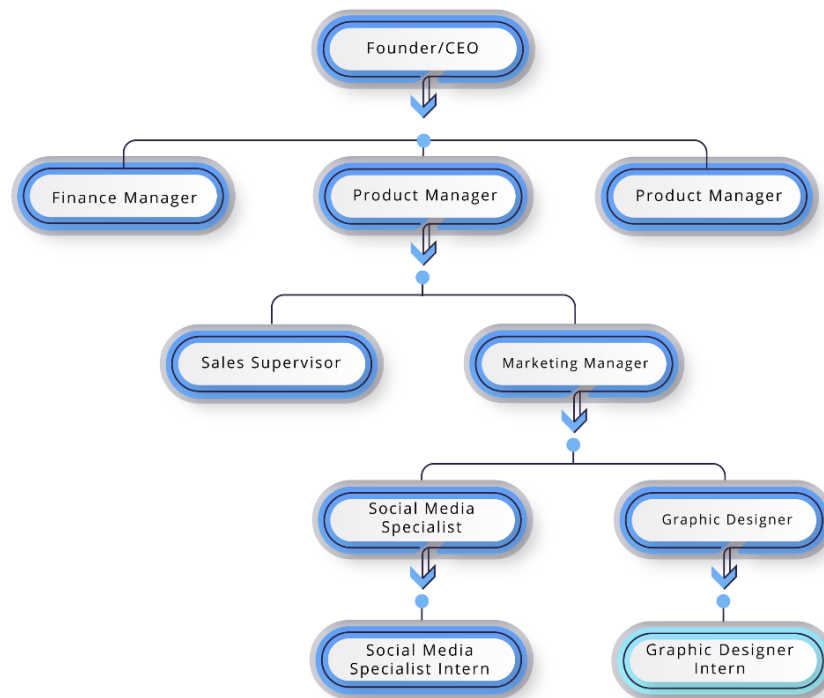 Founder/CEO
Finance Manager
Product Manager
Product Manager
Sales Supervisor
Marketing Manager
Social Media
Specialist
Graphic Designer
Social Media
Specialist Intern
Graphic Designer
Intern